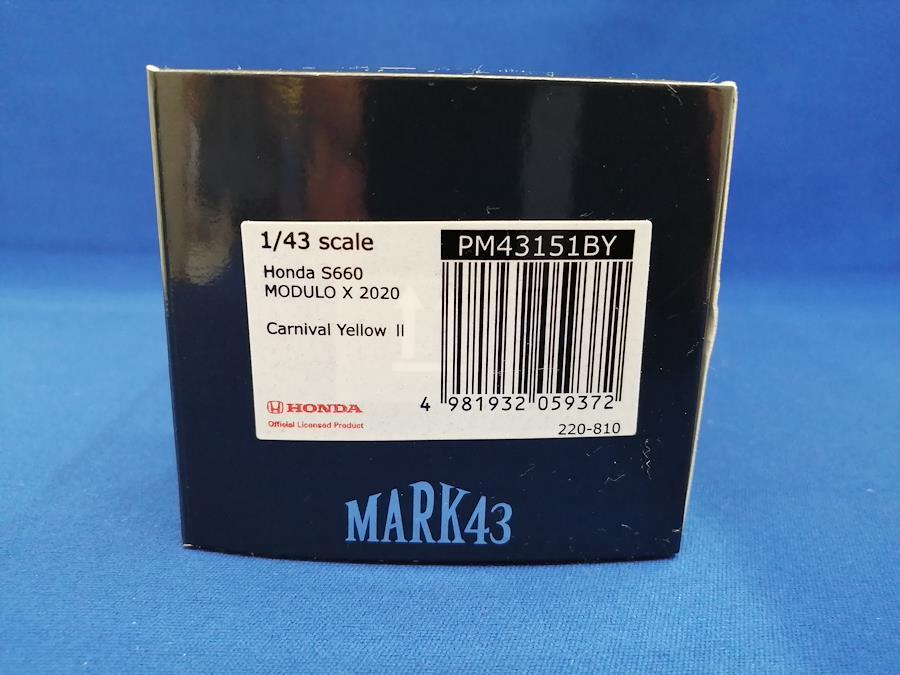 1/43 scale
PM43151BY
Honda S660
MODULO X 2020
Carnival Yellow II
HONDA
Official Licensed Product
4 981932 059372
220-810
MARK43